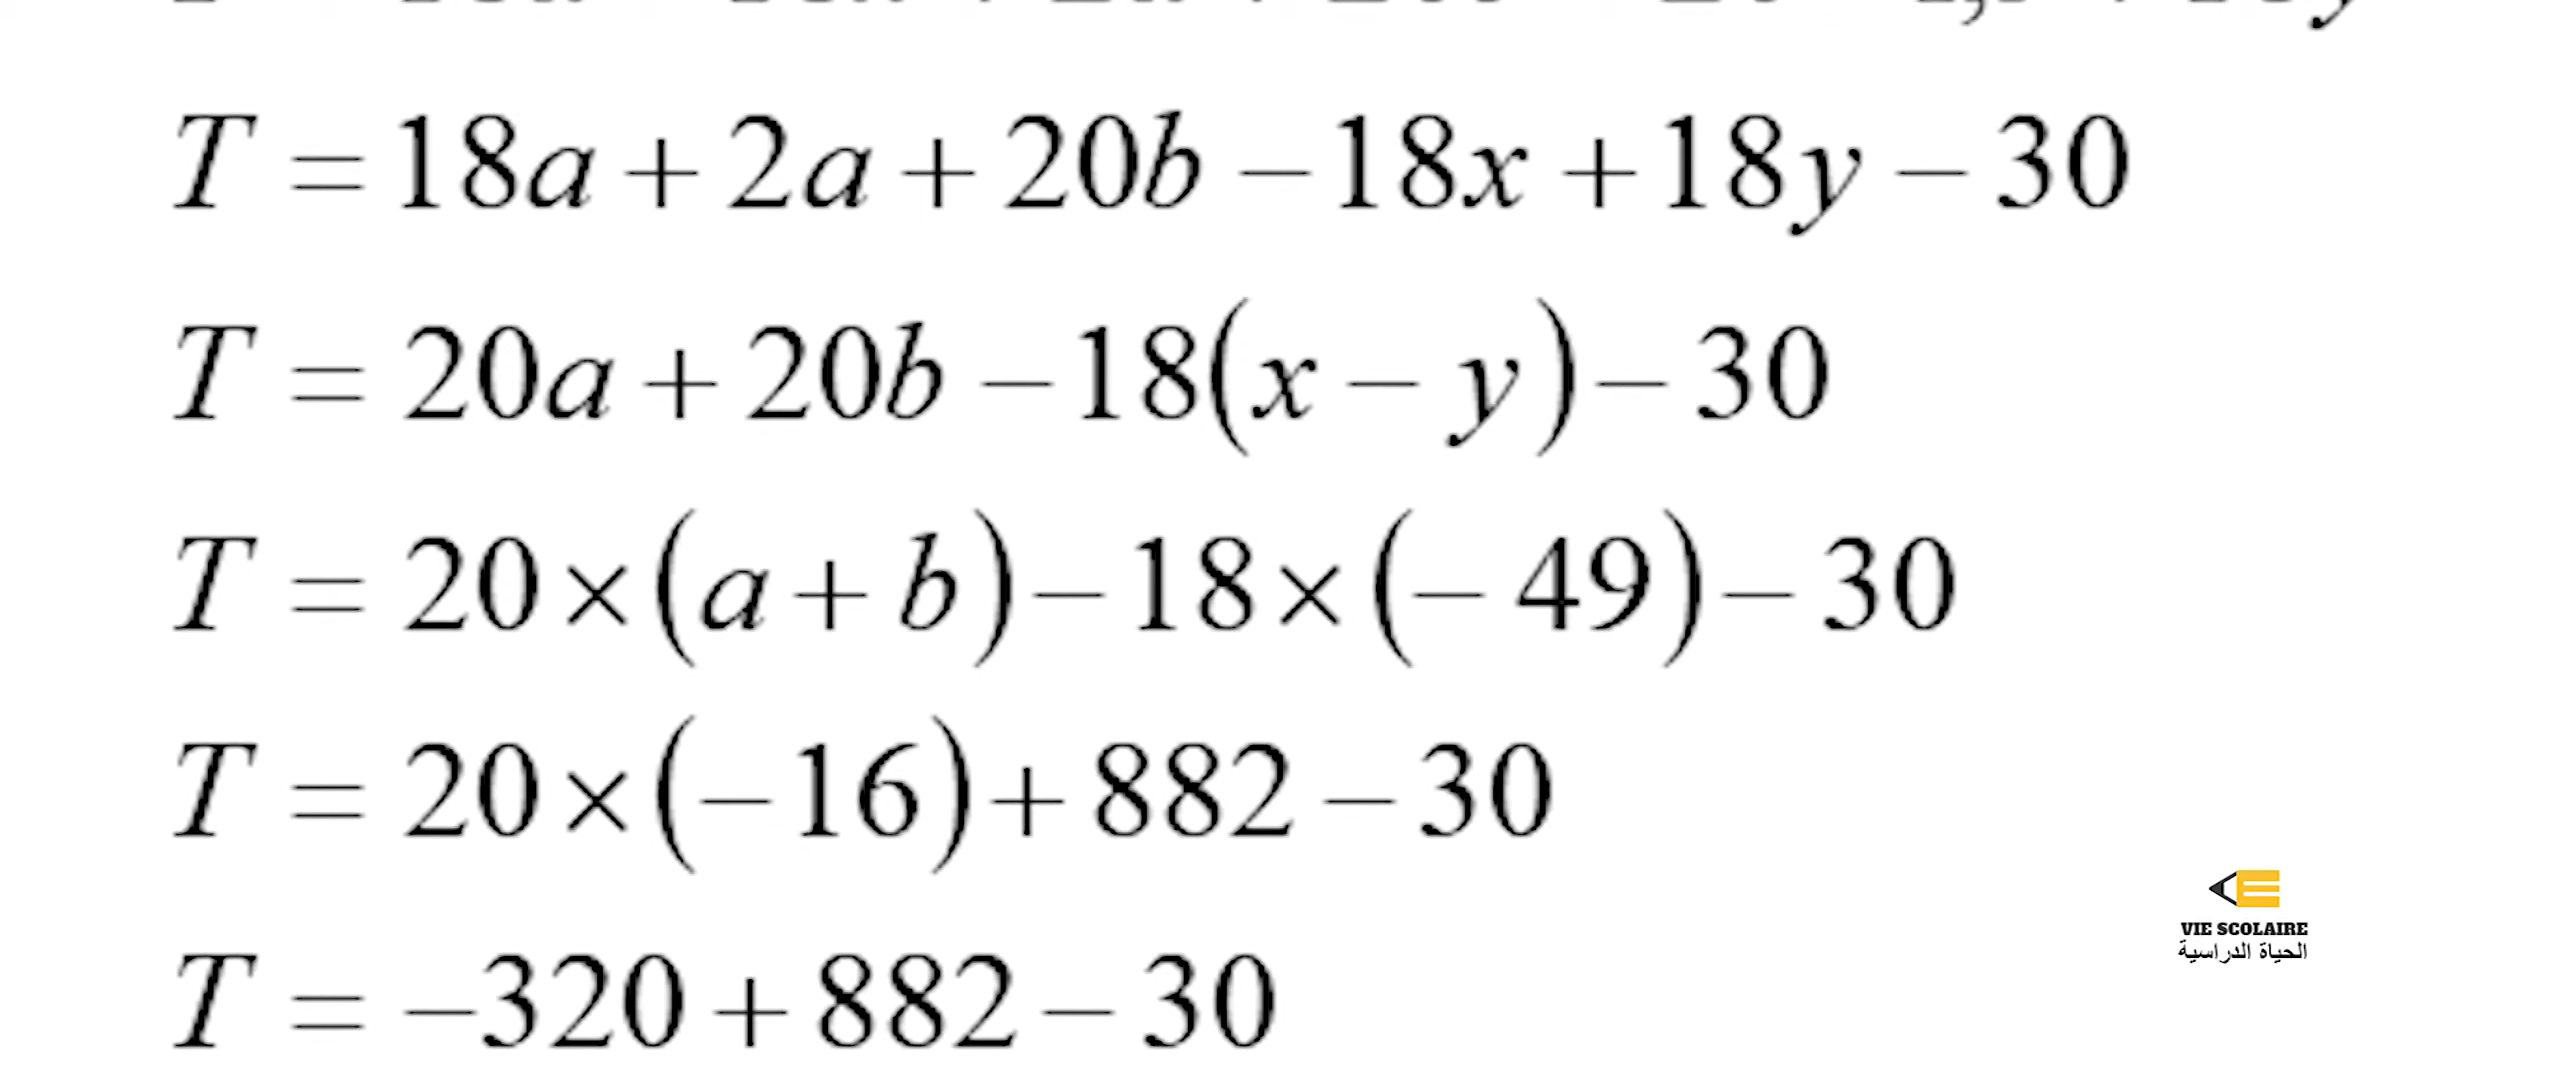 T = 18a + 2a + 20b − 18x + 18y − 30
T = 20a + 20b − 18(x − y) − 30
T = 20 × (a + b) − 18 × (− 49) − 30
T = 20 × (−16) + 882 − 30
VIE SCOLAIRE
الحياة الدراسية
T = −320 + 882 − 30